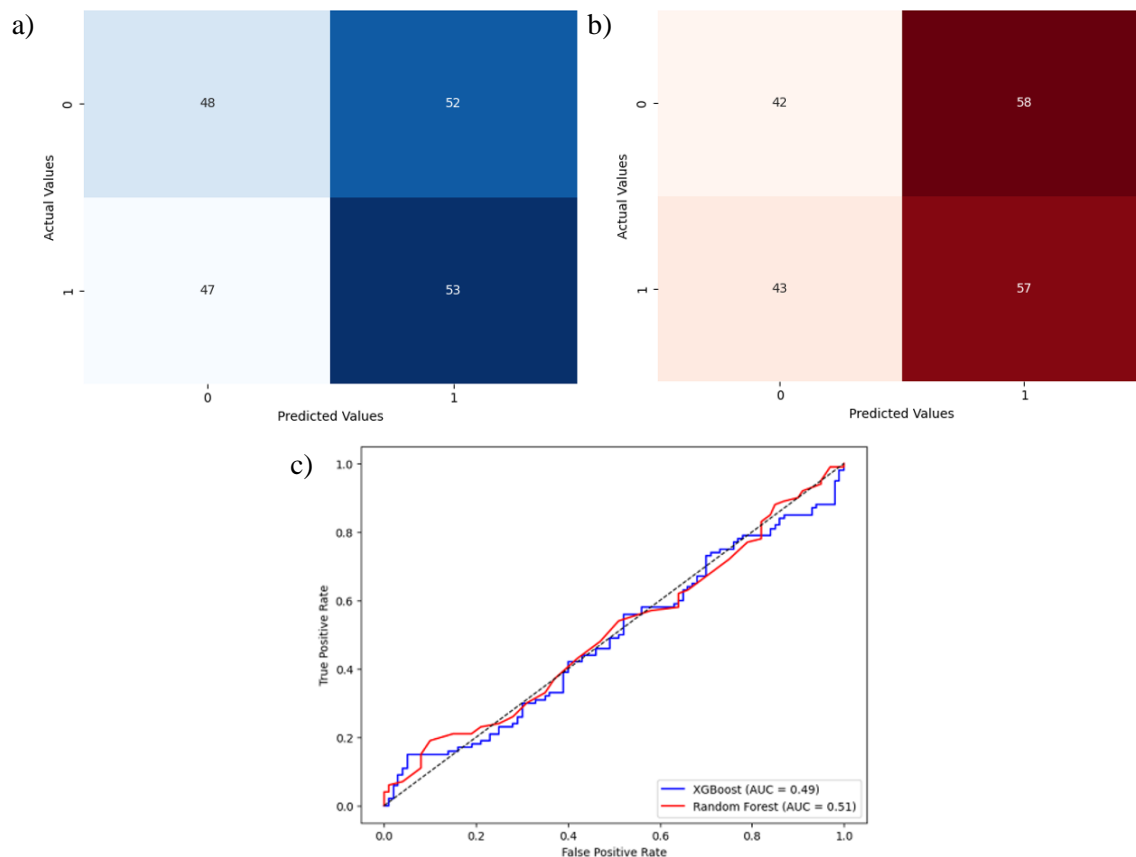 a)
Actual Values
0
48
52
1
47
53
0
1
Predicted Values
b)
Actual Values
0
42
58
1
43
57
0
1
Predicted Values
c)
True Positive Rate
1.0
0.8
0.6
0.4
0.2
0.0
XGBoost (AUC = 0.49)
Random Forest (AUC = 0.51)
0.0
0.2
0.4
0.6
0.8
1.0
False Positive Rate